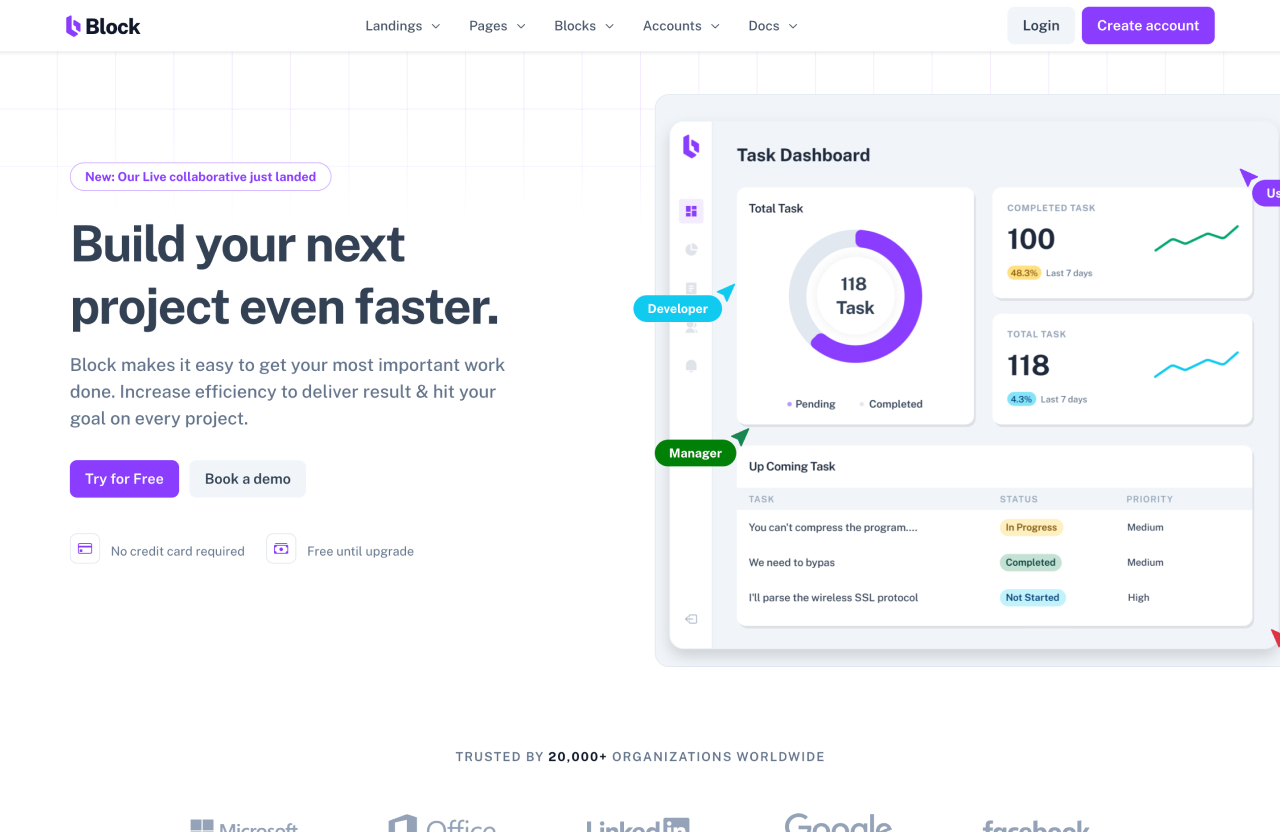 Block
Landings
Pages
Blocks
Accounts
Docs
Login
Create account
New: Our Live collaborative just landed
Build your next
project even faster.
Block makes it easy to get your most important work
done. Increase efficiency to deliver result & hit your
goal on every project.
Try for Free
Book a demo
No credit card required
Free until upgrade
Task Dashboard
Total Task
118
Task
Pending
Completed
COMPLETED TASK
100
48.3%
Last 7 days
TOTAL TASK
118
4.3%
Last 7 days
Us
Developer
Manager
Up Coming Task
TASK STATUS PRIORITY
You can't compress the program.... In Progress Medium
We need to bypas Completed Medium
I'll parse the wireless SSL protocol Not Started High
TRUSTED BY 20,000+ ORGANIZATIONS WORLDWIDE
Microsoft
Office
Linked in
Google
facebook